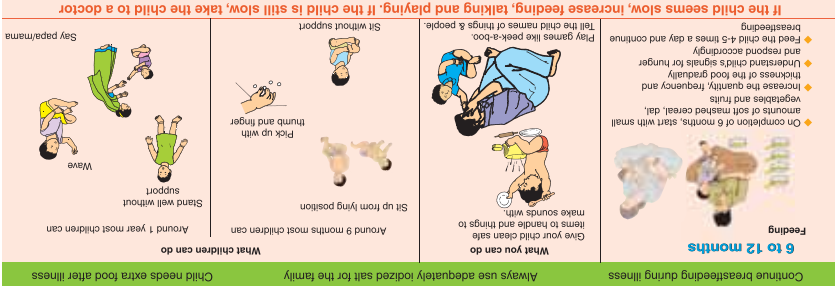 Continue breastfeeding during illness
Always use adequately iodized salt for the family
Child needs extra food after illness
6 to 12 months
Feeding
On completion of 6 months, start with small
amounts of soft mashed cereal, dal,
vegetables and fruits
Increase the quantity, frequency and
thickness of the food gradually
Understand child's signals for hunger
and respond accordingly
Feed the child 4-5 times a day and continue
breastfeeding
What you can do
Give your child clean safe
items to handle and things to
make sounds with.
Play games like peek-a-boo.
Tell the child names of things & people.
What children can do
Around 9 months most children can
Sit up from lying position
Pick up with
thumb and finger
Sit without support
Around 1 year most children can
Stand well without
support
Wave
Say papa/mama
If the child seems slow, increase feeding, talking and playing. If the child is still slow, take the child to a doctor